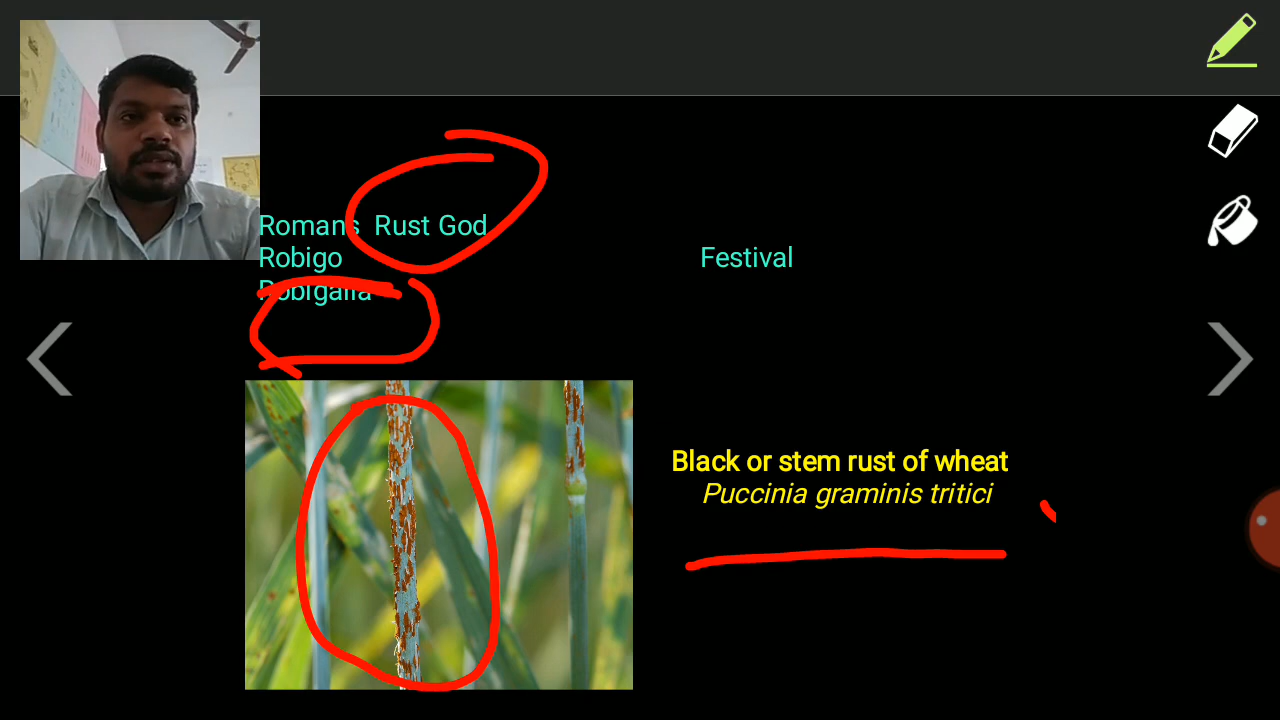 Romans Rust God
Robigo
Festival
Robigalia
Black or stem rust of wheat
Puccinia graminis tritici